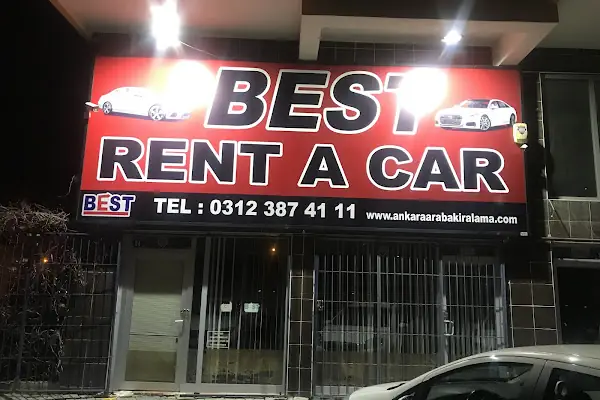 BEST
RENT A CAR
BEST TEL : 0312 387 41 11 www.ankaraarabakiralama.com